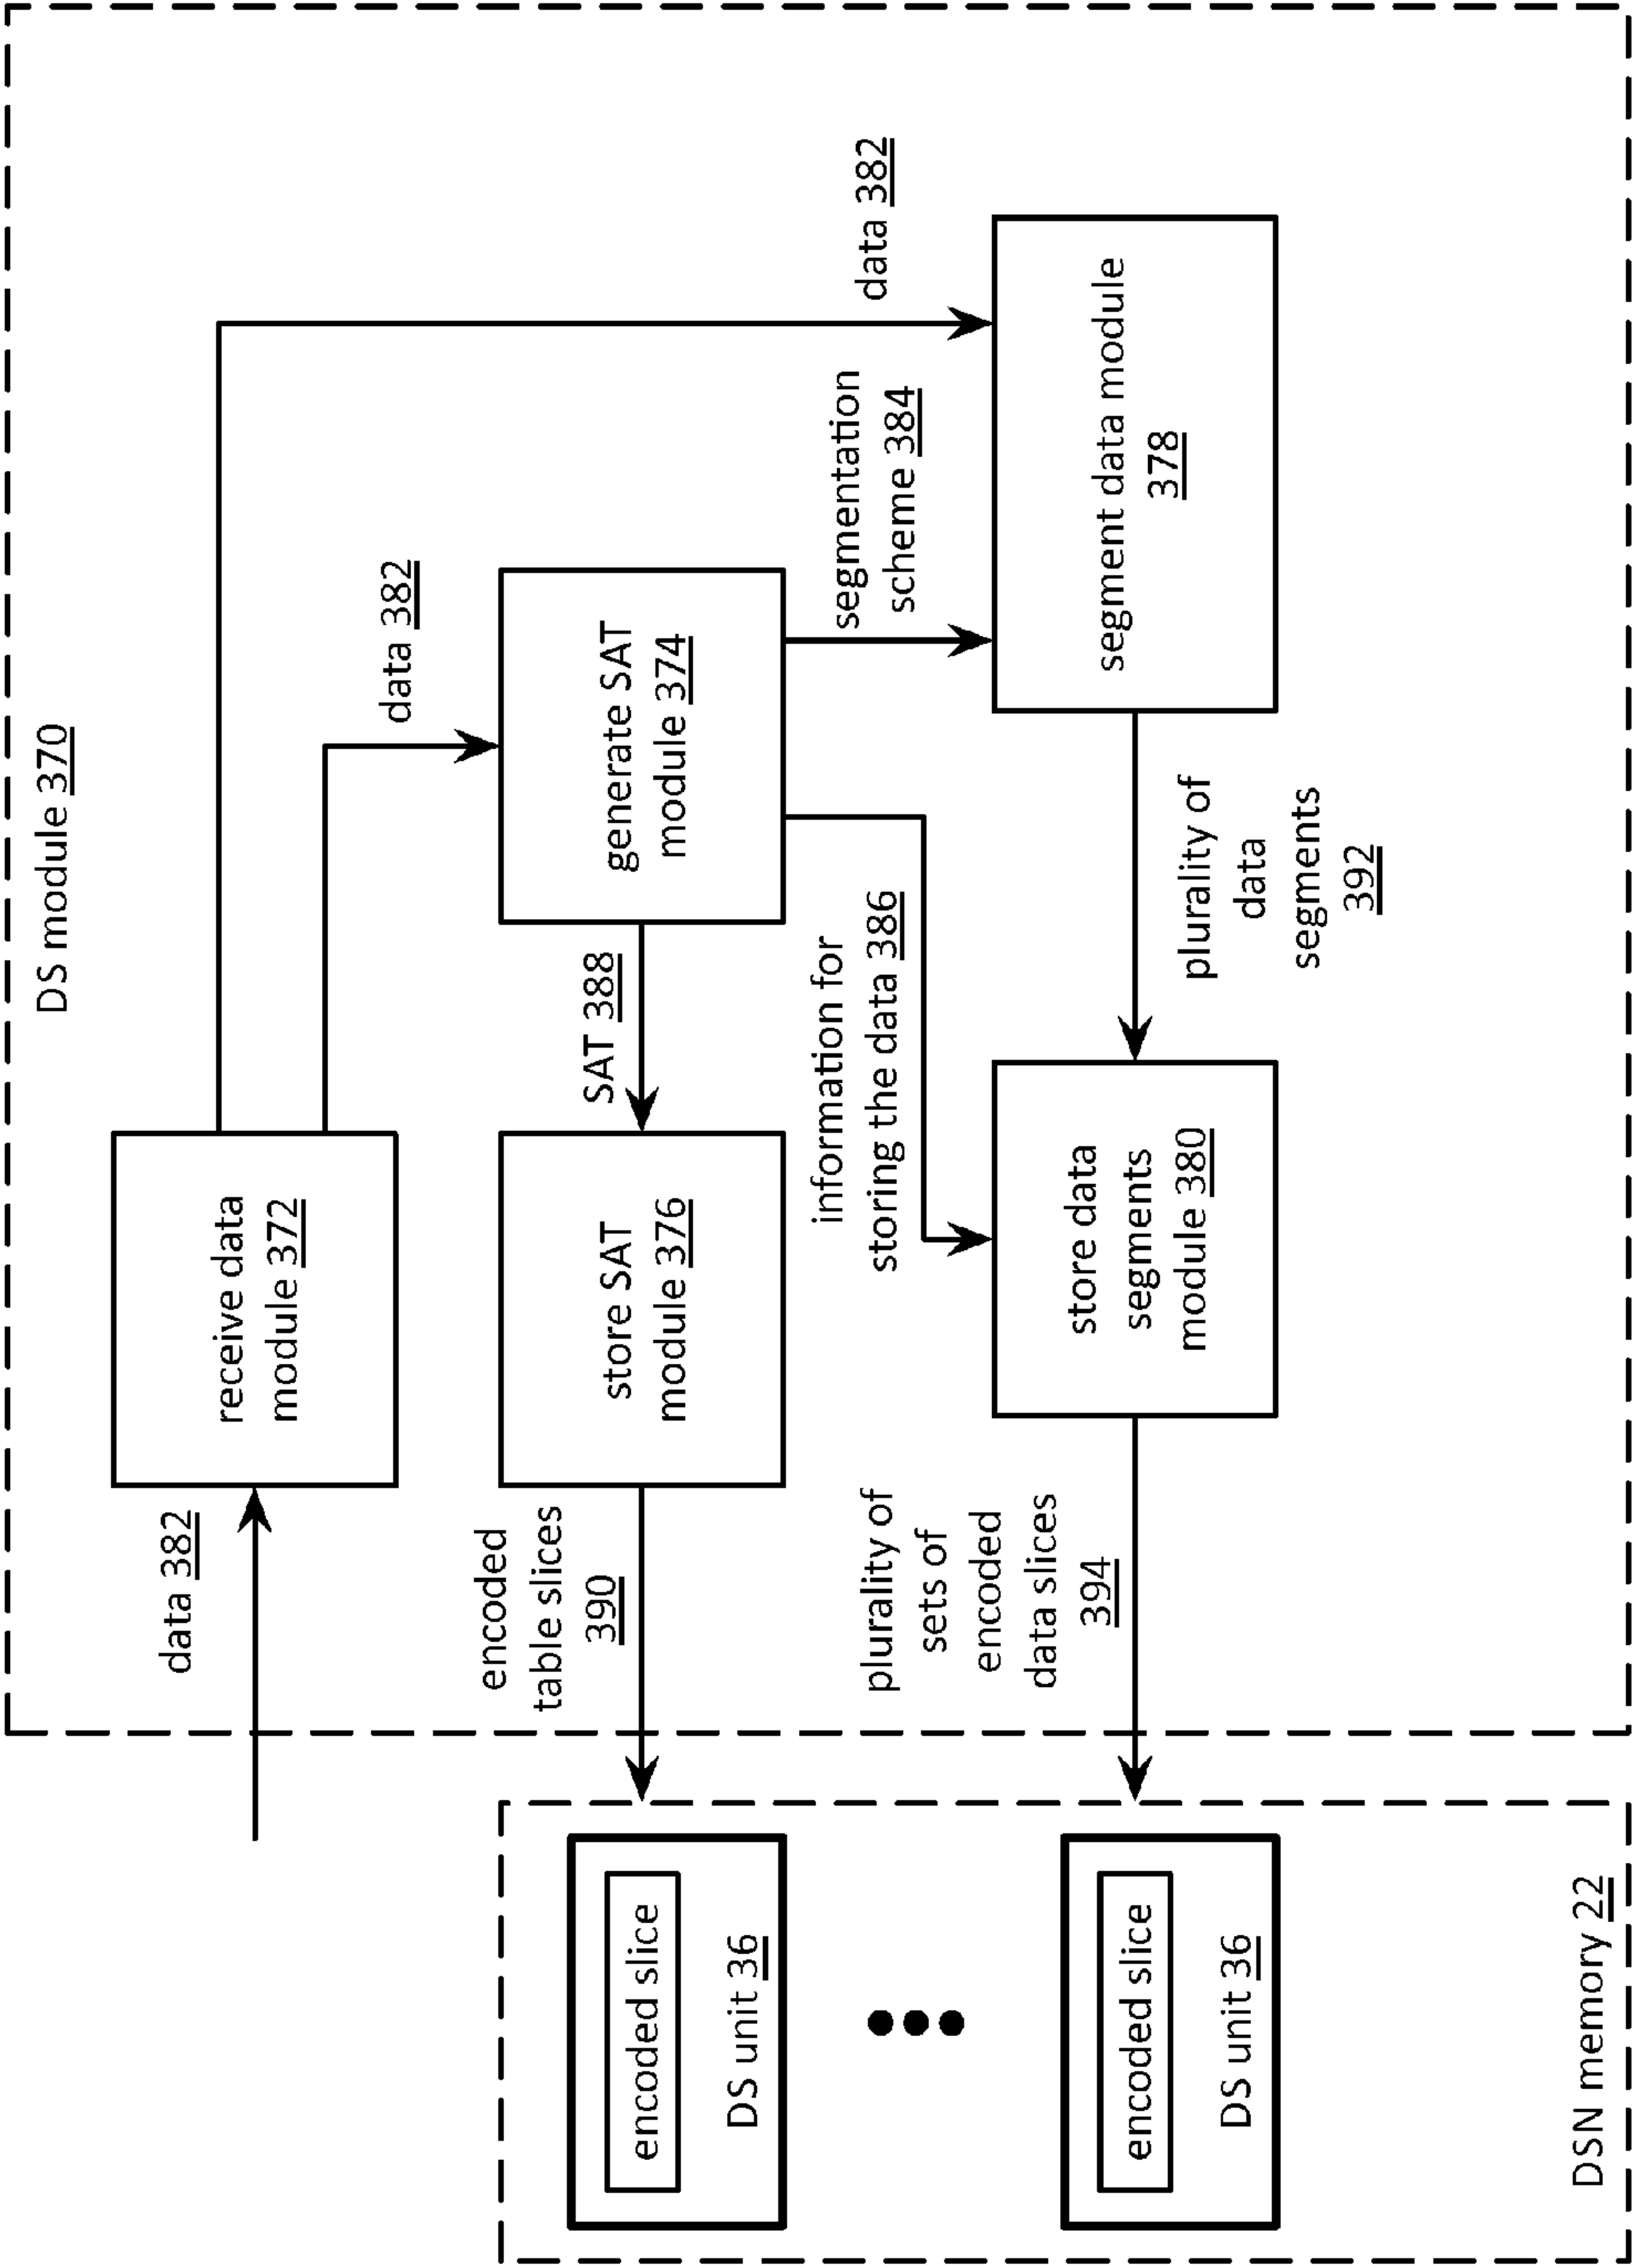 DS module 370
data 382
receive data
module 372
data 382
data 382
encoded
table slices
390
store SAT
module 376
SAT 388
generate SAT
module 374
information for
storing the data 386
segmentation
scheme 384
plurality of
sets of
encoded
data slices
394
store data
segments
module 380
plurality of
data
segments
392
segment data module
378
encoded slice
DS unit 36
encoded slice
DS unit 36
DSN memory 22